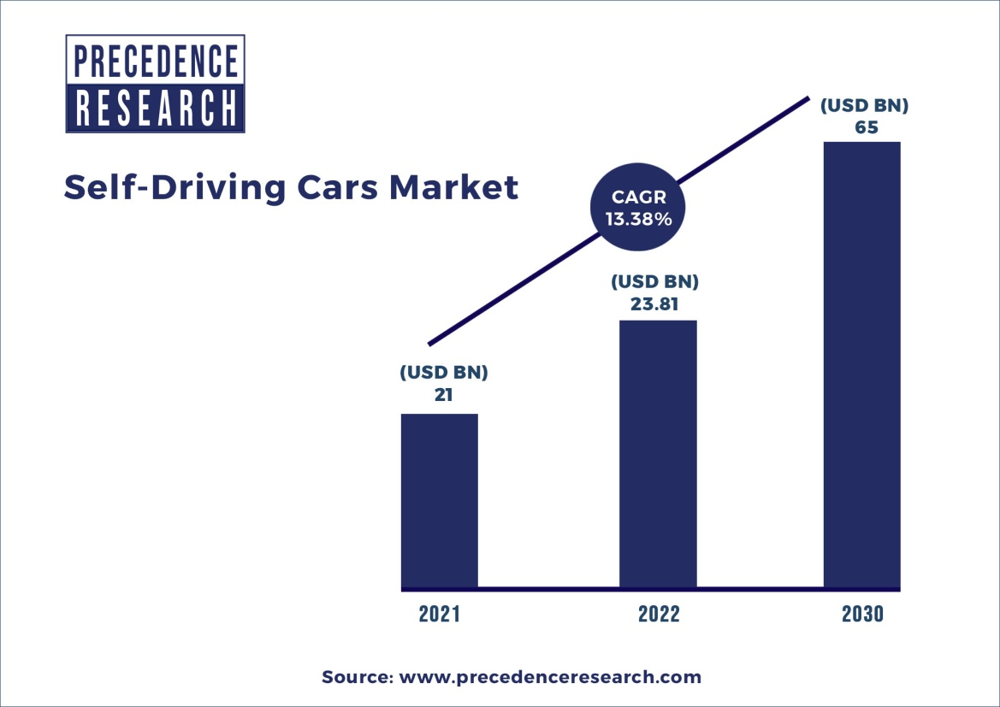 PRECEDENCE
RESEARCH
Self-Driving Cars Market
(USD BN)
65
CAGR
13.38%
(USD BN)
23.81
(USD BN)
21
2021
2022
2030
Source: www.precedenceresearch.com